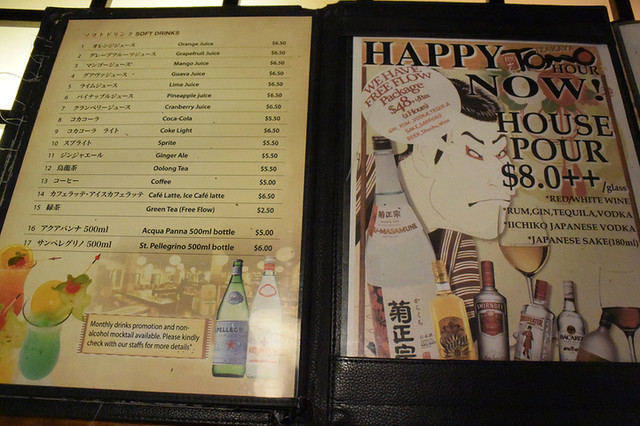 ソフトドリンク SOFT DRINKS
1 オレンジジュース Orange Juice $6.50
2 グレープフルーツジュース Grapefruit Juice $6.50
3 マンゴージュース Mango Juice $6.50
4 グアヴァジュース Guava Juice $6.50
5 ライムジュース Lime Juice $6.50
6 パイナップルジュース Pineapple juice $6.50
7 クランベリージュース Cranberry Juice $6.50
8 コカコーラ Coca-Cola $5.50
9 コカコーラ ライト Coke Light $6.50
10 スプライト Sprite $5.50
11 ジンジャエール Ginger Ale $5.50
12 烏龍茶 Oolong Tea $5.50
13 コーヒー Coffee $5.00
14 カフェラッテ・アイスカフェラッテ Café Latte, Ice Café latte $6.50
15 緑茶 Green Tea (Free Flow) $2.50
16 アクアパンナ 500ml Acqua Panna 500ml bottle $5.00
17 サンペレグリノ 500ml St. Pellegrino 500ml bottle $6.00
Monthly drinks promotion and non-
alcohol mocktail available. Please kindly
check with our staffs for more details"
PELLEGRI
HAPPY TOMO HOUR
NOW!
WE HAVE
FREE FLOW
Package
$48.+Plus
(2 Hours)
HOUSE
POUR
$8.0++/glass
*RED/WHITE WINE
*RUM,GIN,TEQUILA,VODKA
*IICHIKO JAPANESE VODKA
*JAPANESE SAKE(180ml)
菊正宗
KIKU-MASAMUNE
菊正宗
SMIRNOFF
BEEFEATER
BACARDI